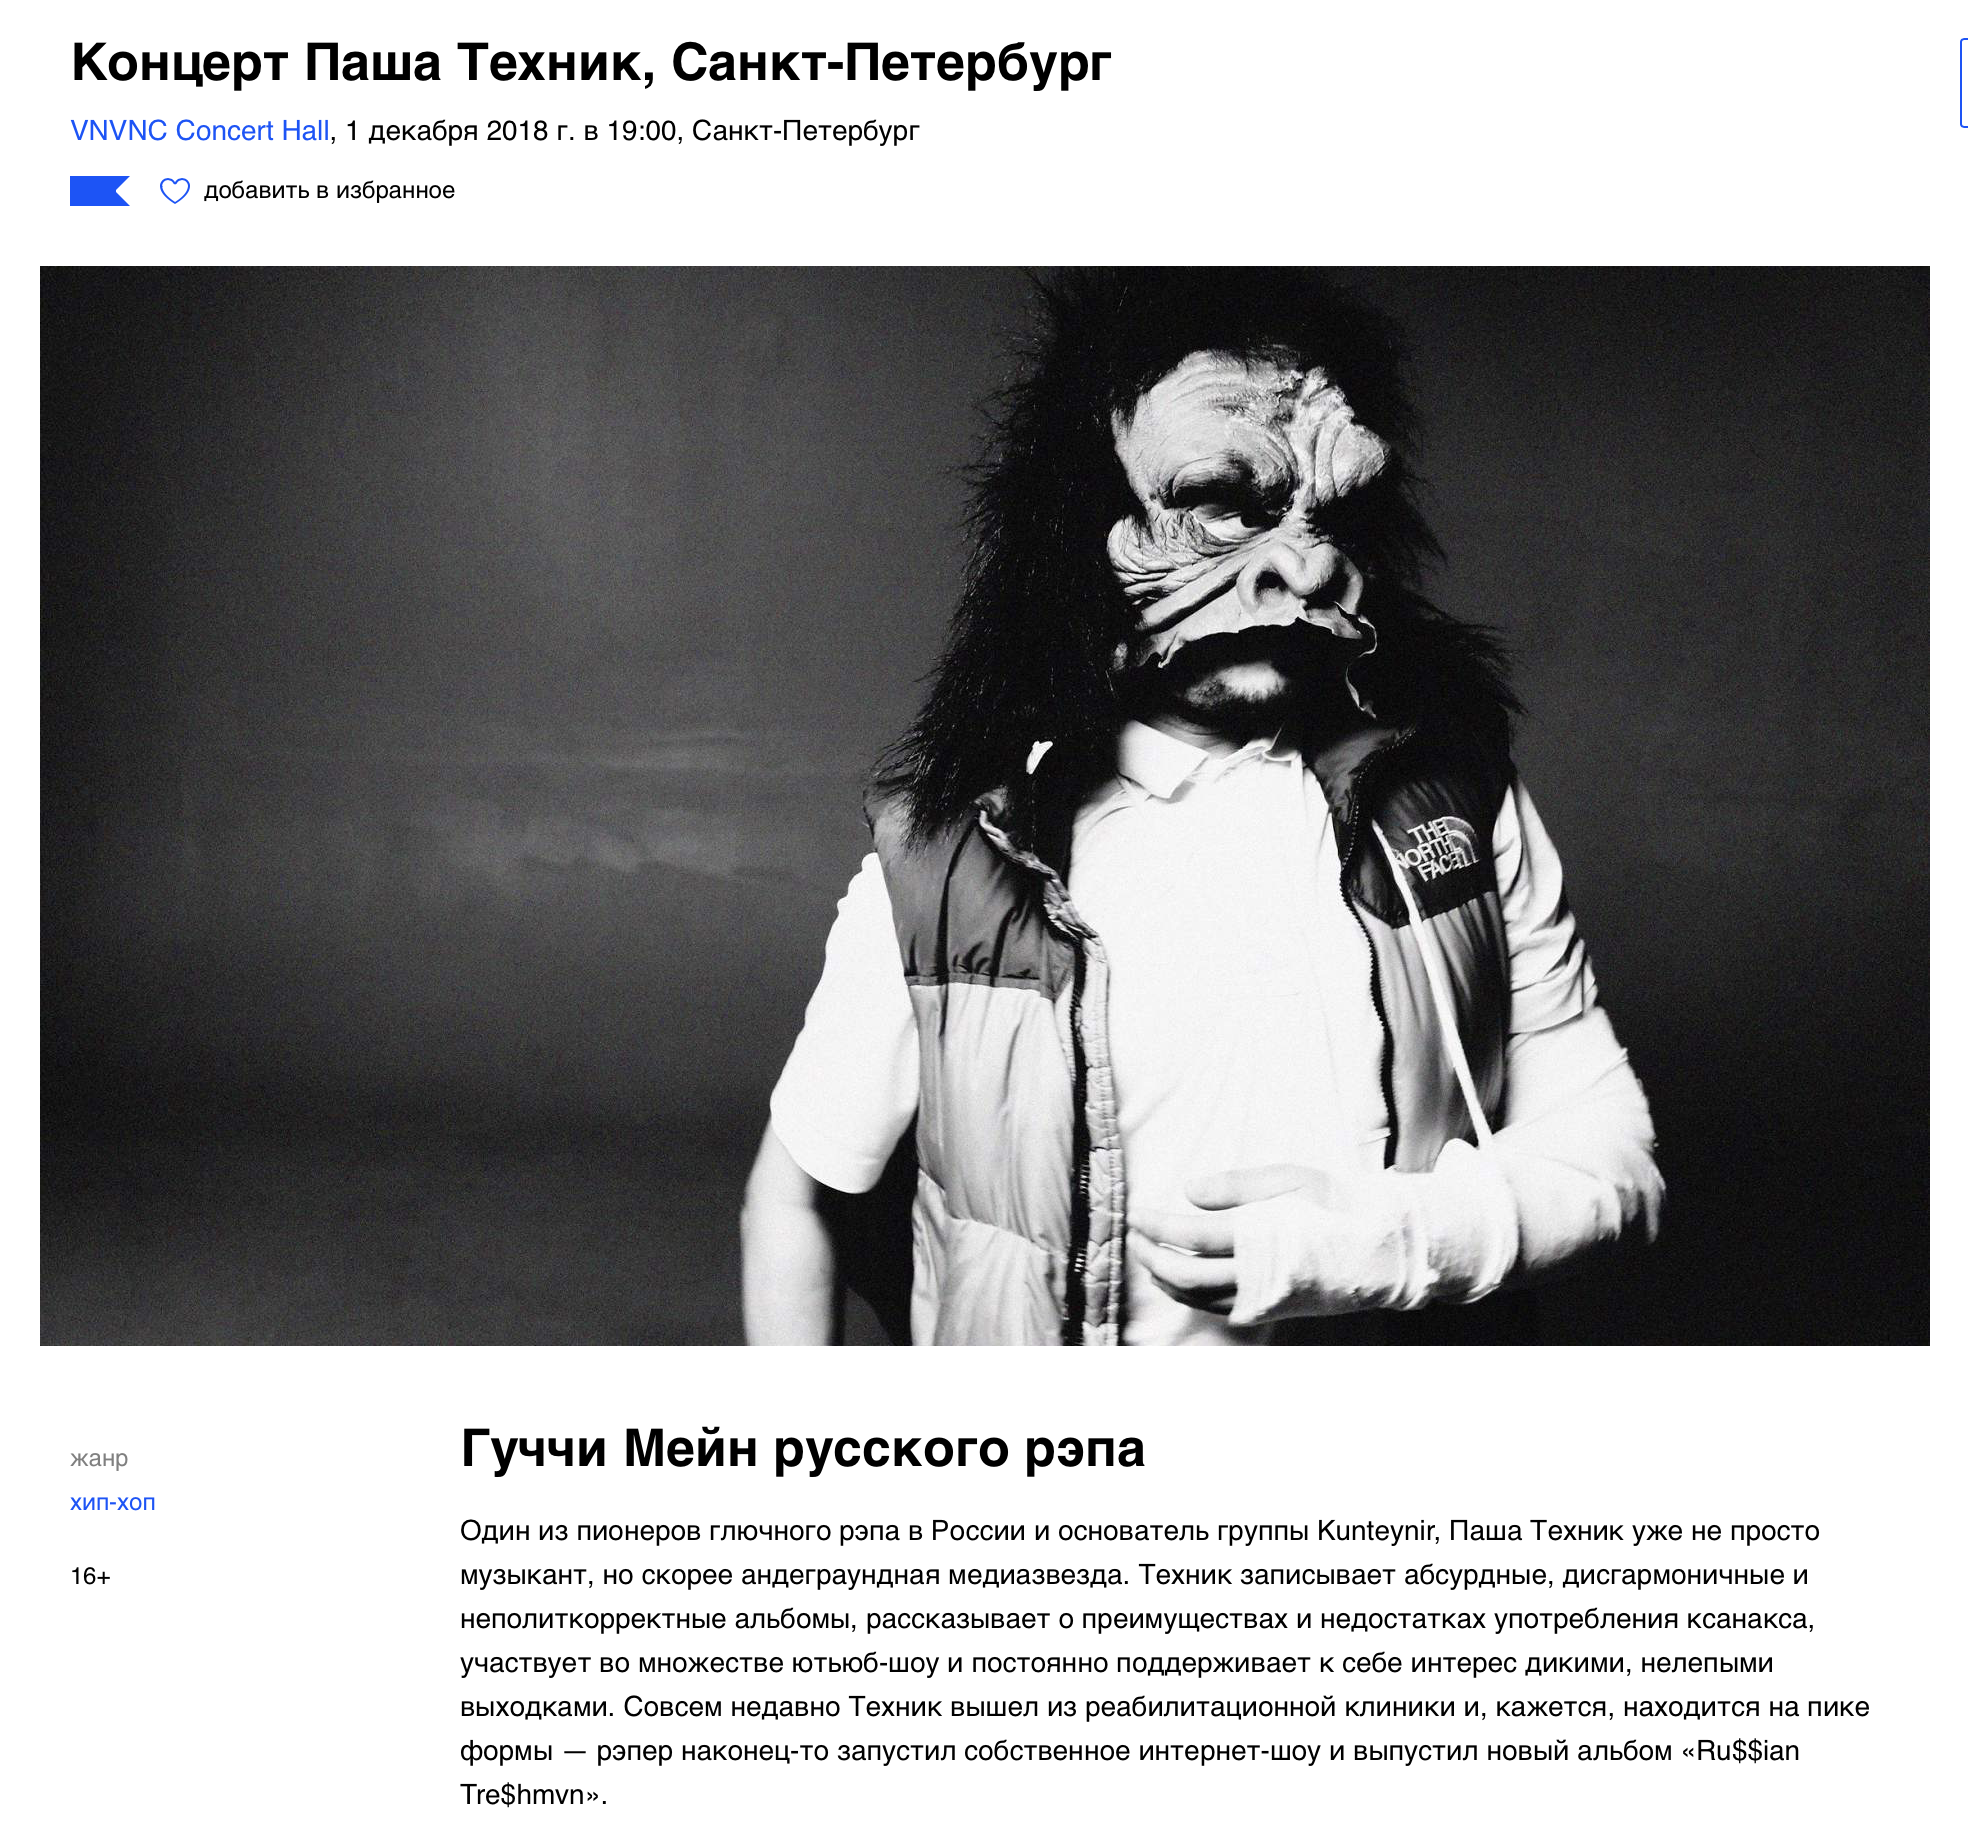 Концерт Паша Техник, Санкт-Петербург
VNVNC Concert Hall, 1 декабря 2018 г. в 19:00, Санкт-Петербург
добавить в избранное
THE
NORTH
FACE
жанр
хип-хоп
16+
Гуччи Мейн русского рэпа
Один из пионеров глючного рэпа в России и основатель группы Kunteynir, Паша Техник уже не просто
музыкант, но скорее андеграундная медиазвезда. Техник записывает абсурдные, дисгармоничные и
неполиткорректные альбомы, рассказывает о преимуществах и недостатках употребления ксанакса,
участвует во множестве ютьюб-шоу и постоянно поддерживает к себе интерес дикими, нелепыми
выходками. Совсем недавно Техник вышел из реабилитационной клиники и, кажется, находится на пике
формы — рэпер наконец-то запустил собственное интернет-шоу и выпустил новый альбом «Ru$$ian
Tre$hmvn».